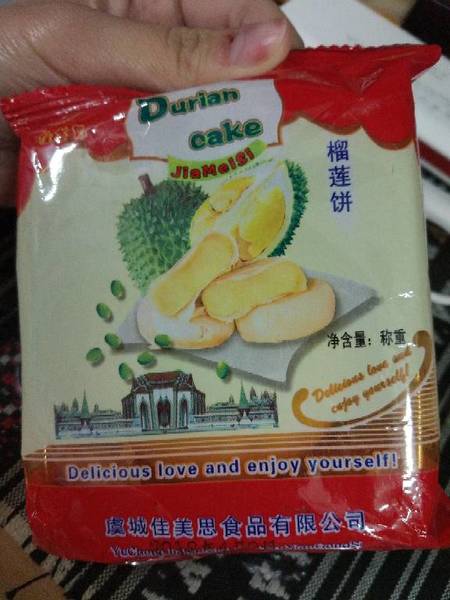 Durian
cake
JiaMeiSi
榴莲饼
净含量：称重
Delicious love and
enjoy yourself!
Delicious love and enjoy yourself!
虞城佳美思食品有限公司